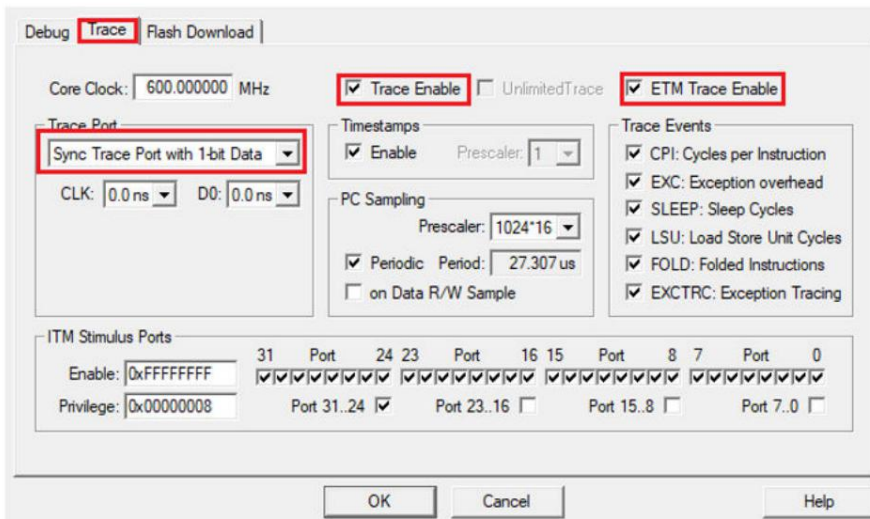 Debug Trace Flash Download
Core Clock: 600.000000 MHz Trace Enable UnlimitedTrace ETM Trace Enable
Trace Port
Sync Trace Port with 1-bit Data
CLK: 0.0 ns D0: 0.0 ns
Timestamps
Enable Prescaler: 1
PC Sampling
Prescaler: 1024*16
Periodic Period: 27.307 us
on Data R/W Sample
Trace Events
CPI: Cycles per Instruction
EXC: Exception overhead
SLEEP: Sleep Cycles
LSU: Load Store Unit Cycles
FOLD: Folded Instructions
EXCTRC: Exception Tracing
ITM Stimulus Ports
31 Port 24 23 Port 16 15 Port 8 7 Port 0
Enable: 0xFFFFFFFF
Privilege: 0x00000008 Port 31..24 Port 23..16 Port 15..8 Port 7..0
OK Cancel Help